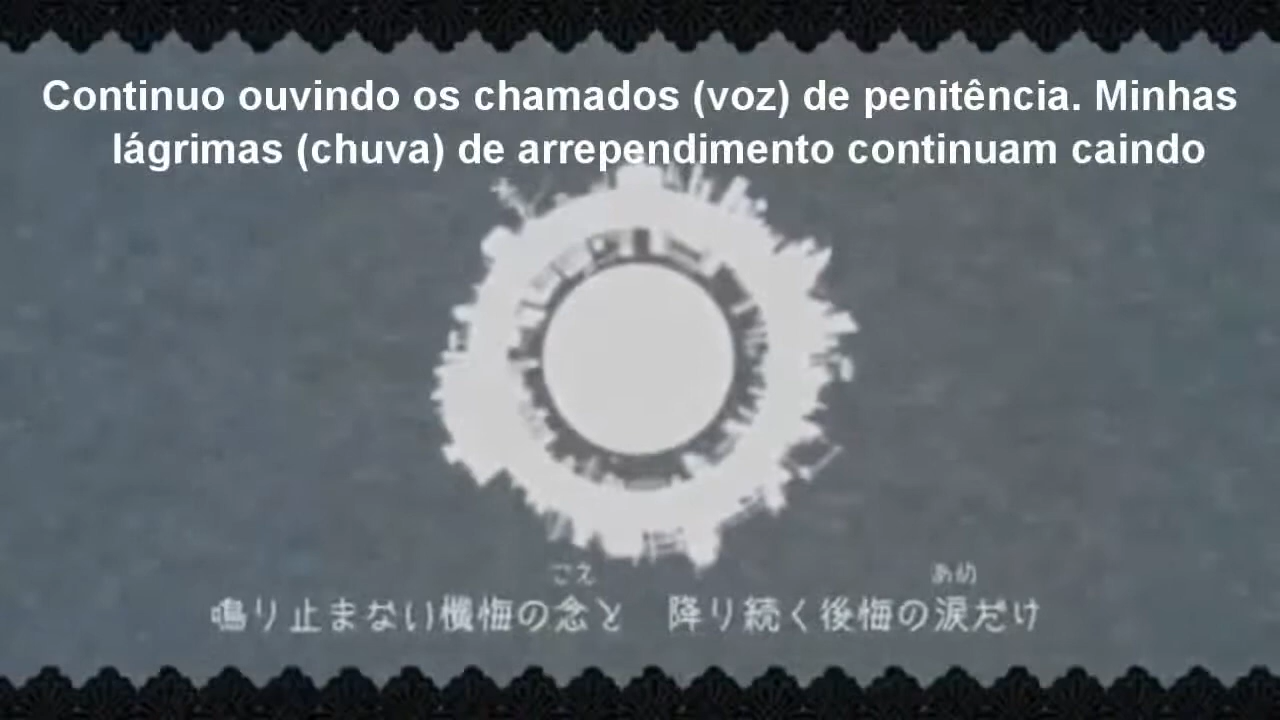 Continuo ouvindo os chamados (voz) de penitência. Minhas
lágrimas (chuva) de arrependimento continuam caindo
こえ あめ
鳴り止まない懺悔の念と 降り続く後悔の涙だけ